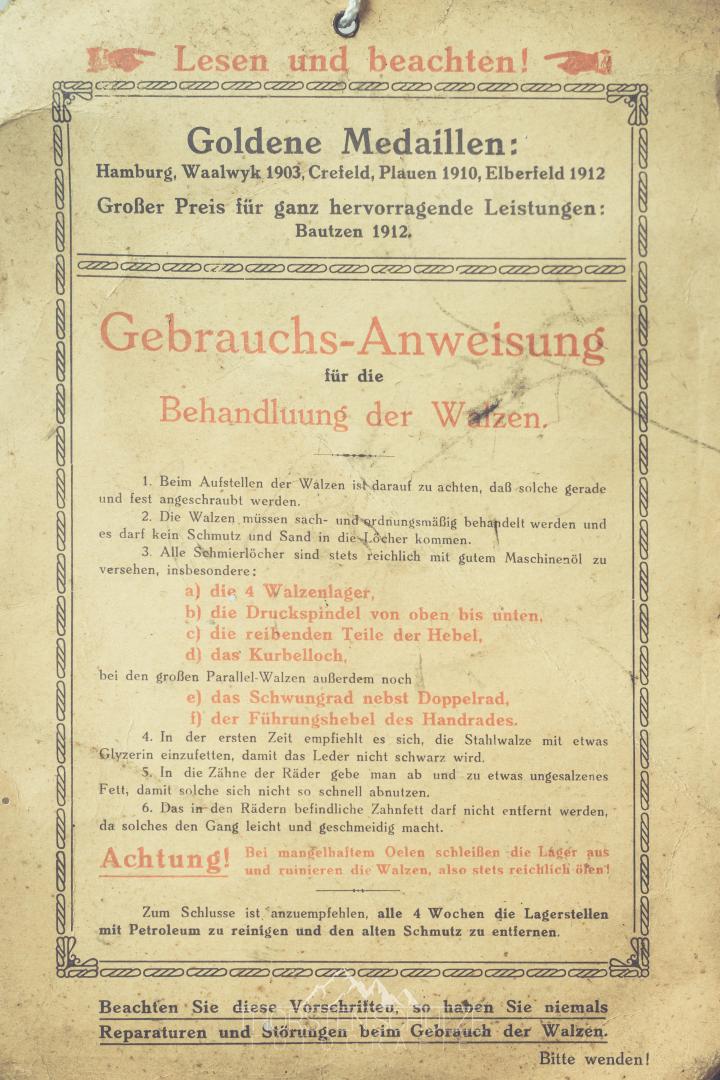 Lesen und beachten!
Goldene Medaillen:
Hamburg, Waalwyk 1903, Crefeld, Plauen 1910, Elberfeld 1912
Großer Preis für ganz hervorragende Leistungen:
Bautzen 1912.
Gebrauchs-Anweisung
für die
Behandluung der Walzen.
1. Beim Aufstellen der Walzen ist darauf zu achten, daß solche gerade
und fest angeschraubt werden.
2. Die Walzen müssen sach- und ordnungsmäßig behandelt werden und
es darf kein Schmutz und Sand in die Löcher kommen.
3. Alle Schmierlöcher sind stets reichlich mit gutem Maschinenöl zu
versehen, insbesondere:
a) die 4 Walzenlager,
b) die Druckspindel von oben bis unten,
c) die reibenden Teile der Hebel,
d) das Kurbelloch,
bei den großen Parallel-Walzen außerdem noch
e) das Schwungrad nebst Doppelrad,
f) der Führungshebel des Handrades.
4. In der ersten Zeit empfiehlt es sich, die Stahlwalze mit etwas
Glyzerin einzufetten, damit das Leder nicht schwarz wird.
5. In die Zähne der Räder gebe man ab und zu etwas ungesalzenes
Fett, damit solche sich nicht so schnell abnutzen.
6. Das in den Rädern befindliche Zahnfett darf nicht entfernt werden,
da solches den Gang leicht und geschmeidig macht.
Achtung! Bei mangelhaftem Oelen schleißen die Lager aus
und ruinieren die Walzen, also stets reichlich ölen!
Zum Schlusse ist anzuempfehlen, alle 4 Wochen die Lagerstellen
mit Petroleum zu reinigen und den alten Schmutz zu entfernen.
Beachten Sie diese Vorschriften, so haben Sie niemals
Reparaturen und Störungen beim Gebrauch der Walzen.
Bitte wenden!